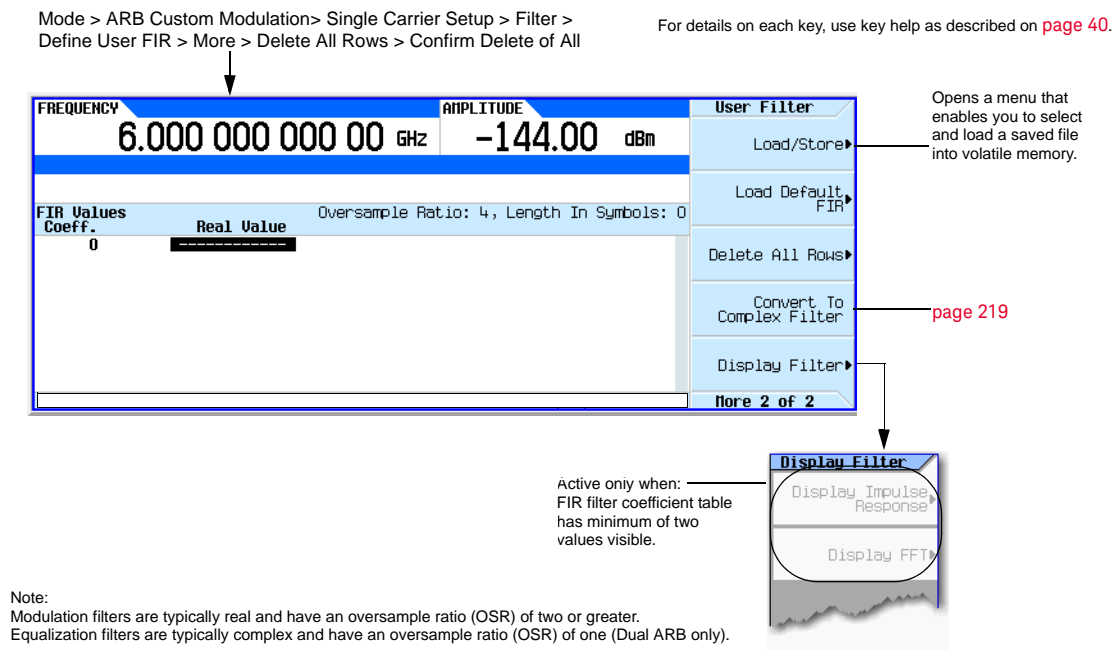 Mode > ARB Custom Modulation> Single Carrier Setup > Filter >
Define User FIR > More > Delete All Rows > Confirm Delete of All
For details on each key, use key help as described on page 40.
FREQUENCY
AMPLITUDE
User Filter
6.000 000 000 00 GHz
-144.00 dBm
Load/Store
Opens a menu that
enables you to select
and load a saved file
into volatile memory.
Load Default
FIR
FIR Values
Oversample Ratio: 4, Length In Symbols: 0
Coeff.
Real Value
0
------------
Delete All Rows
Convert To
Complex Filter
page 219
Display Filter
More 2 of 2
Display Filter
Active only when:
FIR filter coefficient table
has minimum of two
values visible.
Display Impulse
Response
Display FFT
Note:
Modulation filters are typically real and have an oversample ratio (OSR) of two or greater.
Equalization filters are typically complex and have an oversample ratio (OSR) of one (Dual ARB only).